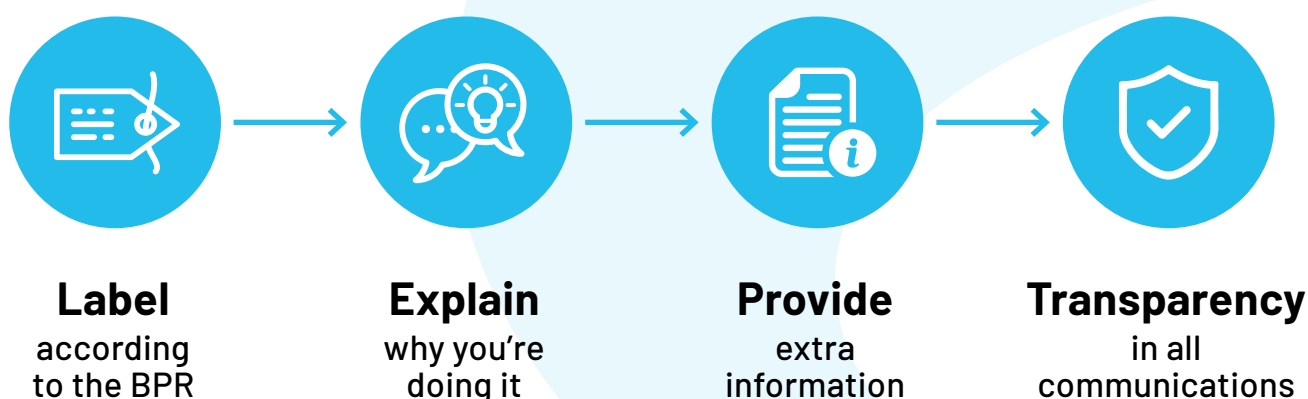 Label
according
to the BPR
Explain
why you're
doing it
Provide
extra
information
Transparency
in all
communications